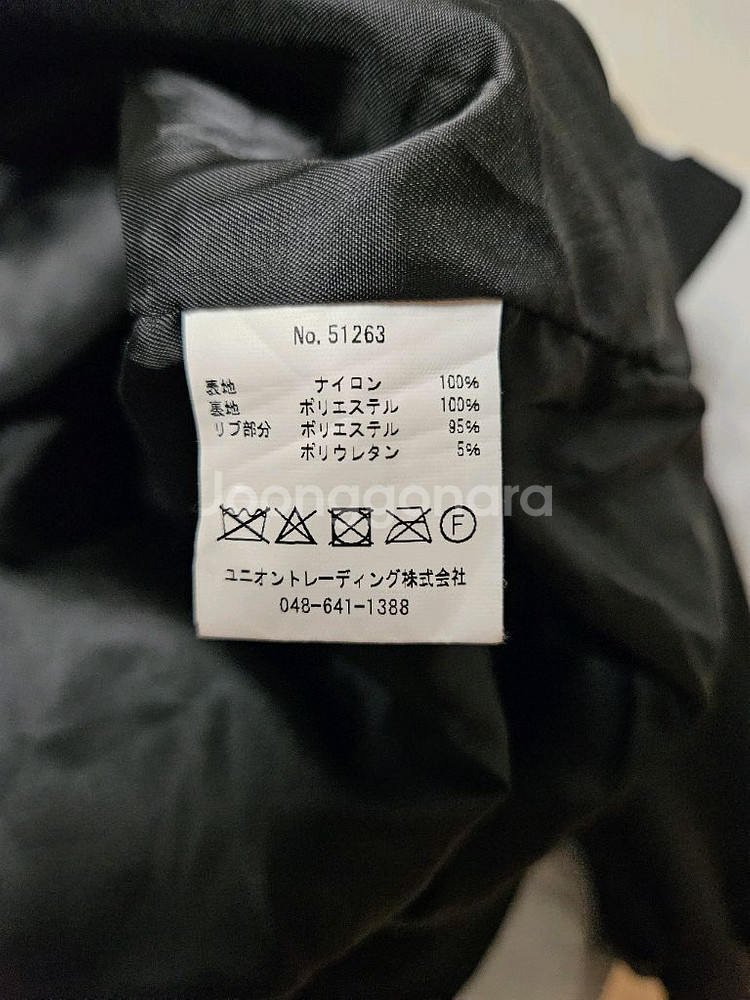 No. 51263
表地 ナイロン 100%
裏地 ポリエステル 100%
リブ部分 ポリエステル 95%
ポリウレタン 5%
Joonggonara
F
ユニオントレーディング株式会社
048-641-1388